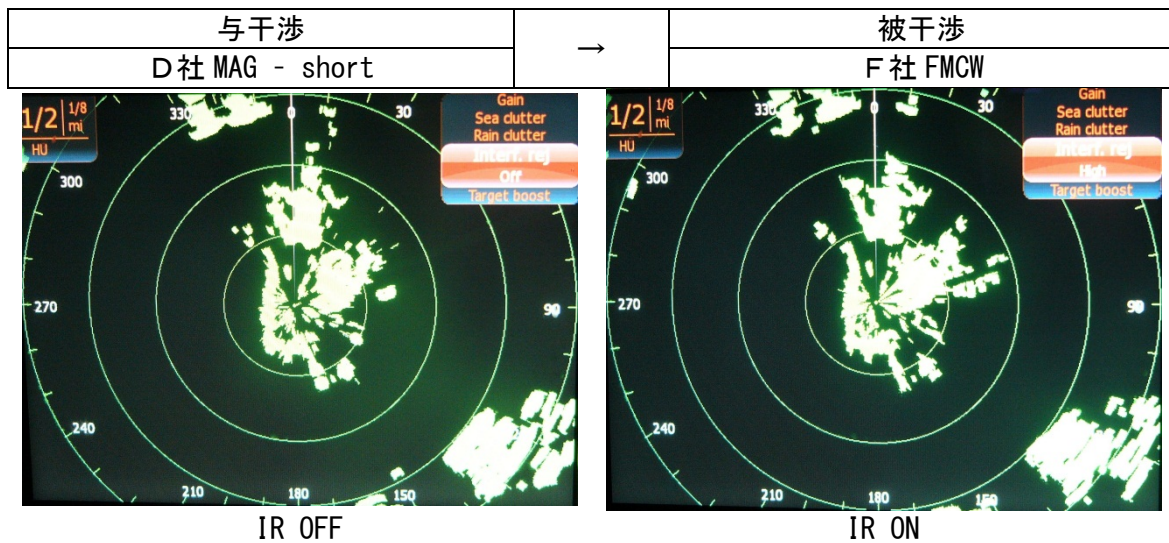 与干渉
D社 MAG - short
→
被干渉
F社 FMCW
1/2 1/8 mi
HU
Gain
Sea clutter
Rain clutter
Interf. rej
Off
Target boost
330
0
30
300
270
90
240
210
180
150
1/2 1/8 mi
HU
Gain
Sea clutter
Rain clutter
Interf. rej
High
Target boost
330
0
30
300
270
90
240
210
180
150
IR OFF
IR ON